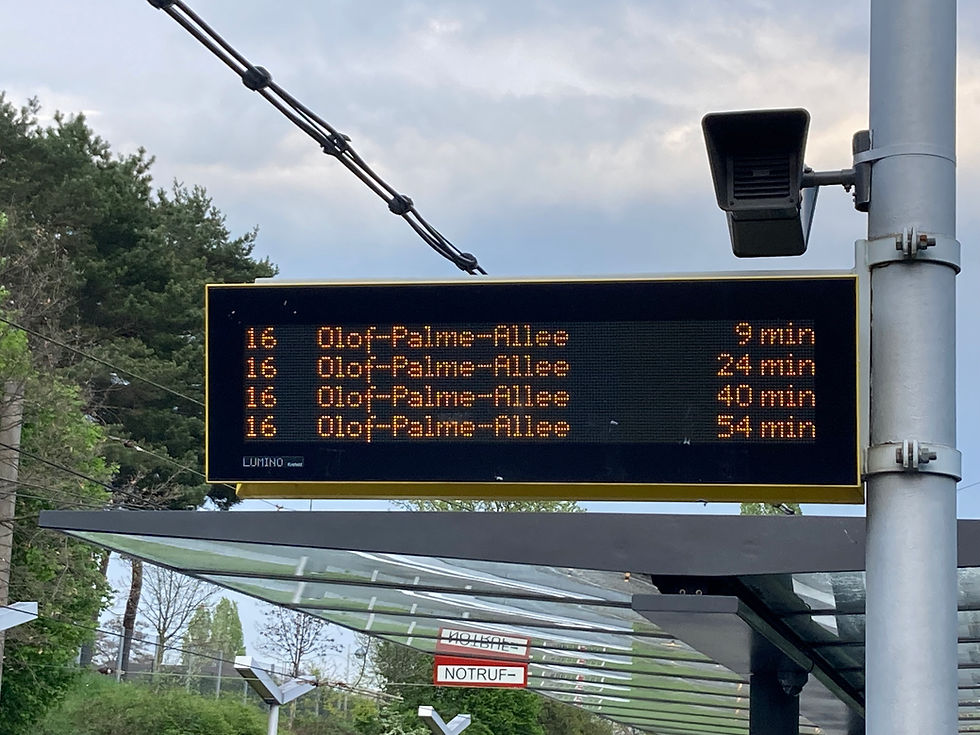 16 Olof-Palme-Allee 9 min
16 Olof-Palme-Allee 24 min
16 Olof-Palme-Allee 40 min
16 Olof-Palme-Allee 54 min
LUMINO Krefeld
NOTRUF-